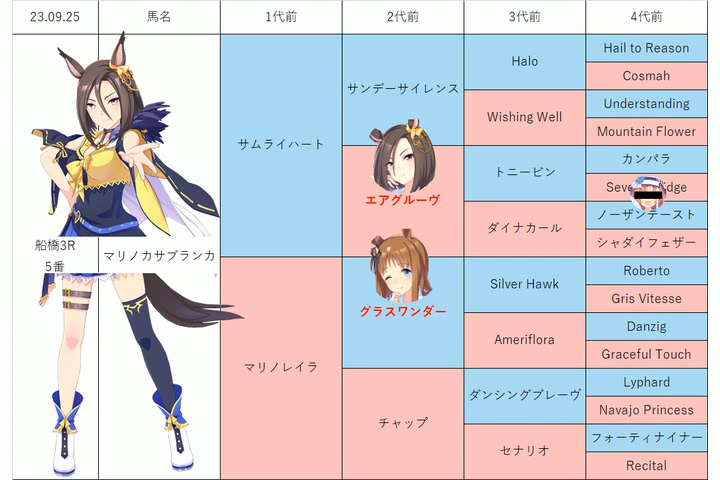 23.09.25
馬名
1代前
2代前
3代前
4代前
船橋3R
5番
マリノカサブランカ
サムライハート
マリノレイラ
サンデーサイレンス
エアグルーヴ
グラスワンダー
チャップ
Halo
Wishing Well
トニービン
ダイナカール
Silver Hawk
Ameriflora
ダンシングブレーヴ
セナリオ
Hail to Reason
Cosmah
Understanding
Mountain Flower
カンパラ
Seve dge
ノーザンテースト
シャダイフェザー
Roberto
Gris Vitesse
Danzig
Graceful Touch
Lyphard
Navajo Princess
フォーティナイナー
Recital